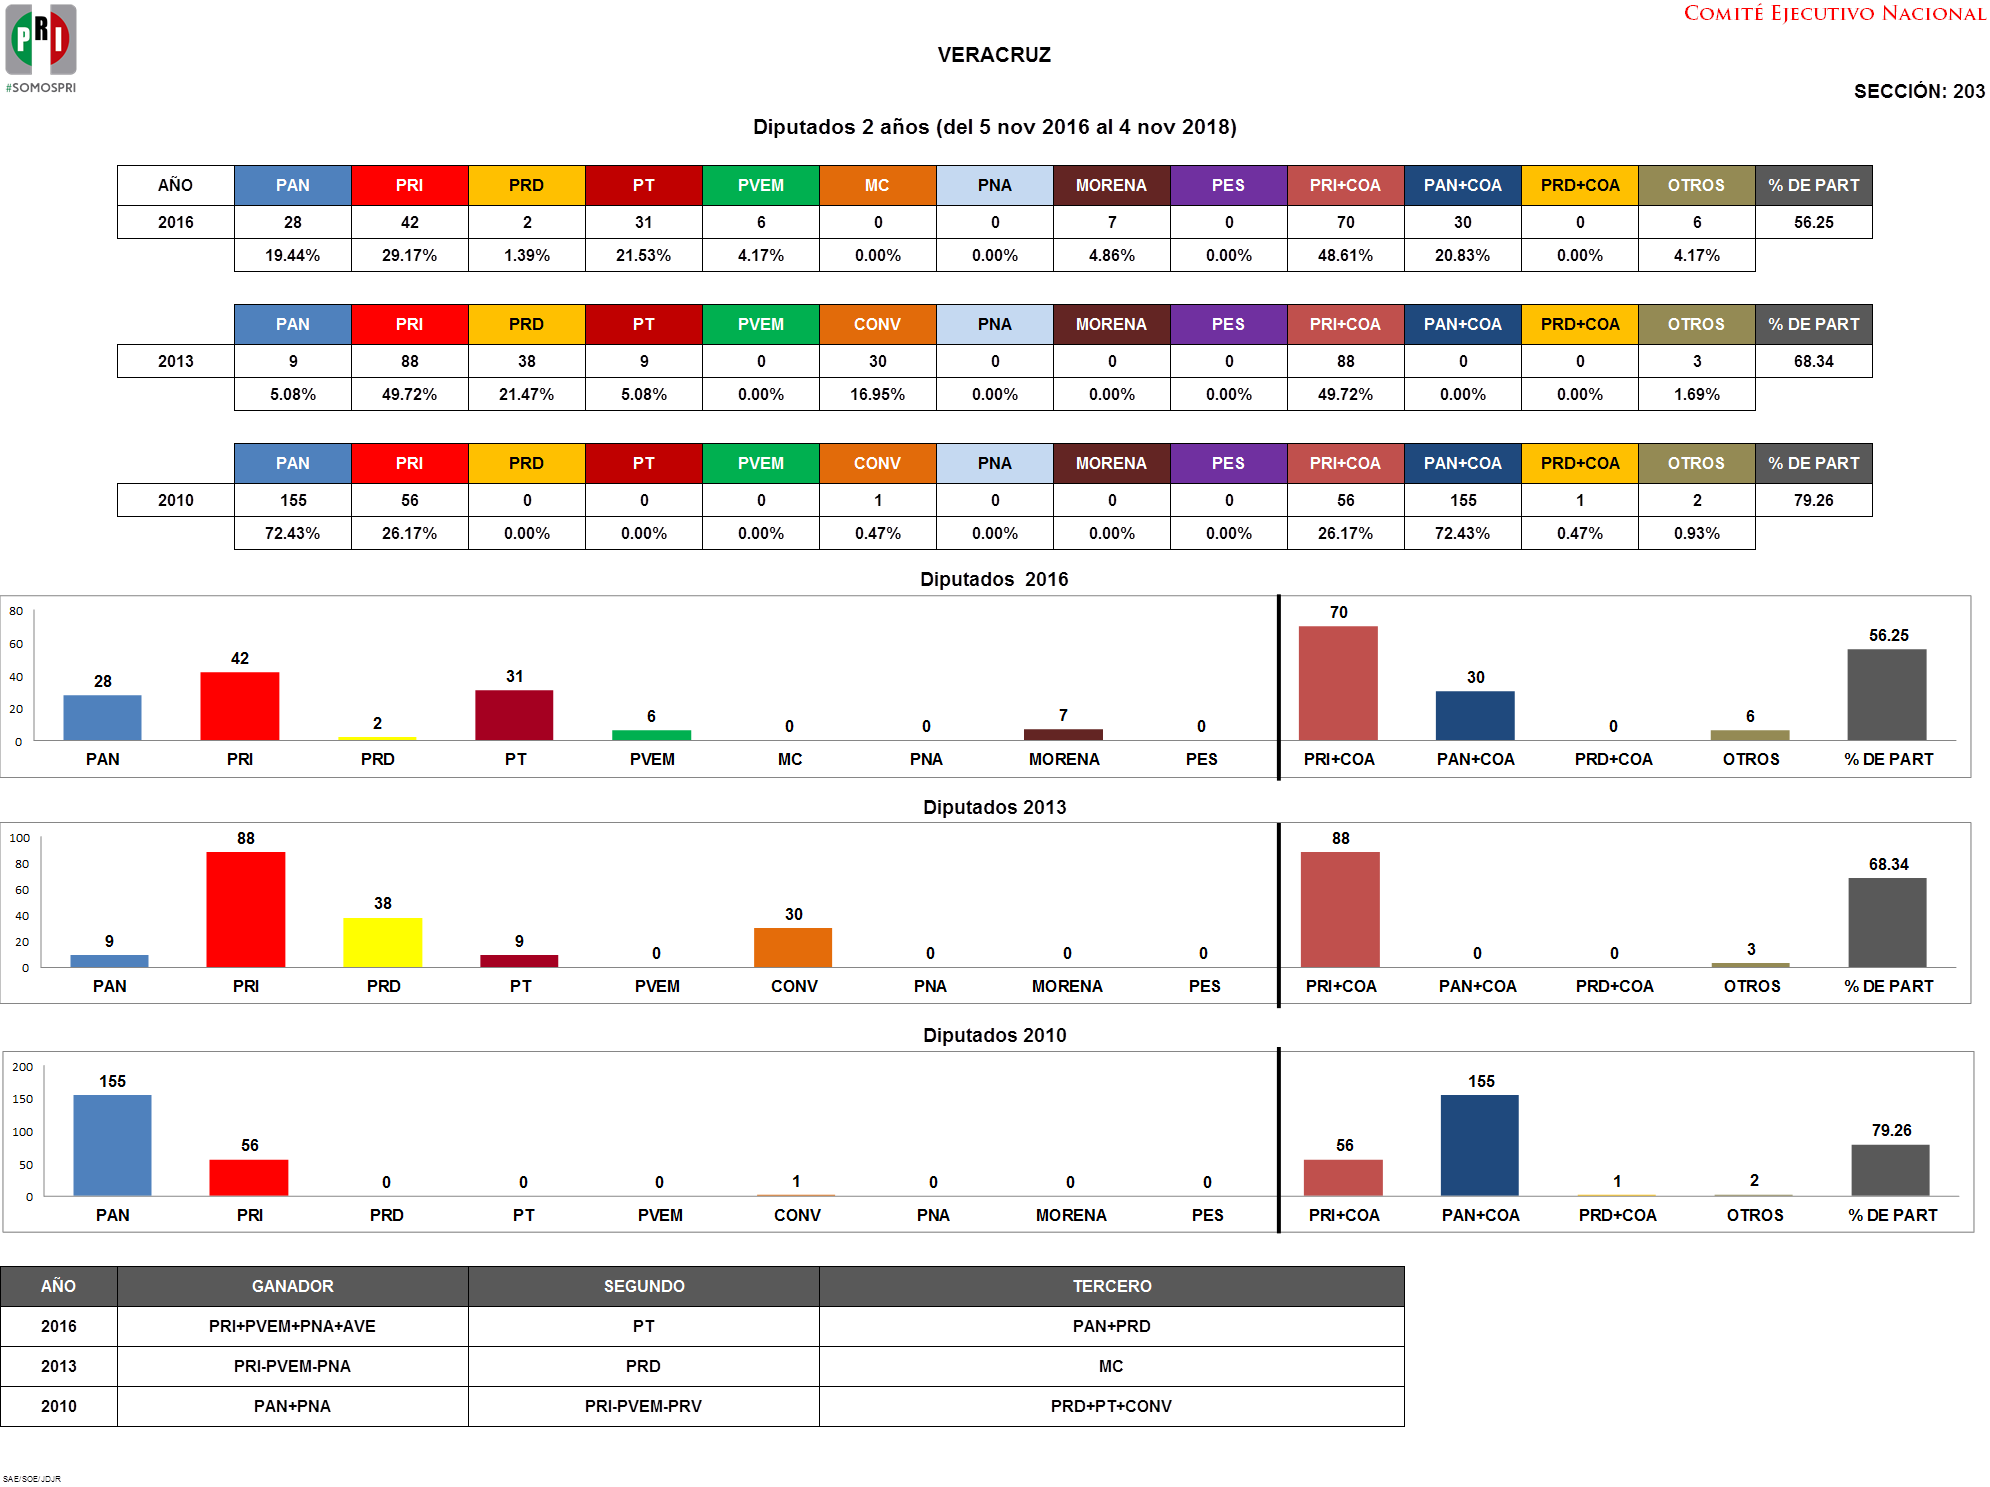 PRI
#SOMOSPRI
COMITÉ EJECUTIVO NACIONAL
VERACRUZ
SECCIÓN: 203
Diputados 2 años (del 5 nov 2016 al 4 nov 2018)
AÑO PAN PRI PRD PT PVEM MC PNA MORENA PES PRI+COA PAN+COA PRD+COA OTROS % DE PART
2016 28 42 2 31 6 0 0 7 0 70 30 0 6 56.25
19.44% 29.17% 1.39% 21.53% 4.17% 0.00% 0.00% 4.86% 0.00% 48.61% 20.83% 0.00% 4.17%
PAN PRI PRD PT PVEM CONV PNA MORENA PES PRI+COA PAN+COA PRD+COA OTROS % DE PART
2013 9 88 38 9 0 30 0 0 0 88 0 0 3 68.34
5.08% 49.72% 21.47% 5.08% 0.00% 16.95% 0.00% 0.00% 0.00% 49.72% 0.00% 0.00% 1.69%
PAN PRI PRD PT PVEM CONV PNA MORENA PES PRI+COA PAN+COA PRD+COA OTROS % DE PART
2010 155 56 0 0 0 1 0 0 0 56 155 1 2 79.26
72.43% 26.17% 0.00% 0.00% 0.00% 0.47% 0.00% 0.00% 0.00% 26.17% 72.43% 0.47% 0.93%
Diputados 2016
80
60
40
20
0
28 42 2 31 6 0 0 7 0 70 30 0 6 56.25
PAN PRI PRD PT PVEM MC PNA MORENA PES PRI+COA PAN+COA PRD+COA OTROS % DE PART
Diputados 2013
100
80
60
40
20
0
9 88 38 9 0 30 0 0 0 88 0 0 3 68.34
PAN PRI PRD PT PVEM CONV PNA MORENA PES PRI+COA PAN+COA PRD+COA OTROS % DE PART
Diputados 2010
200
150
100
50
0
155 56 0 0 0 1 0 0 0 56 155 1 2 79.26
PAN PRI PRD PT PVEM CONV PNA MORENA PES PRI+COA PAN+COA PRD+COA OTROS % DE PART
AÑO GANADOR SEGUNDO TERCERO
2016 PRI+PVEM+PNA+AVE PT PAN+PRD
2013 PRI-PVEM-PNA PRD MC
2010 PAN+PNA PRI-PVEM-PRV PRD+PT+CONV
SAE/SOE/JDJR